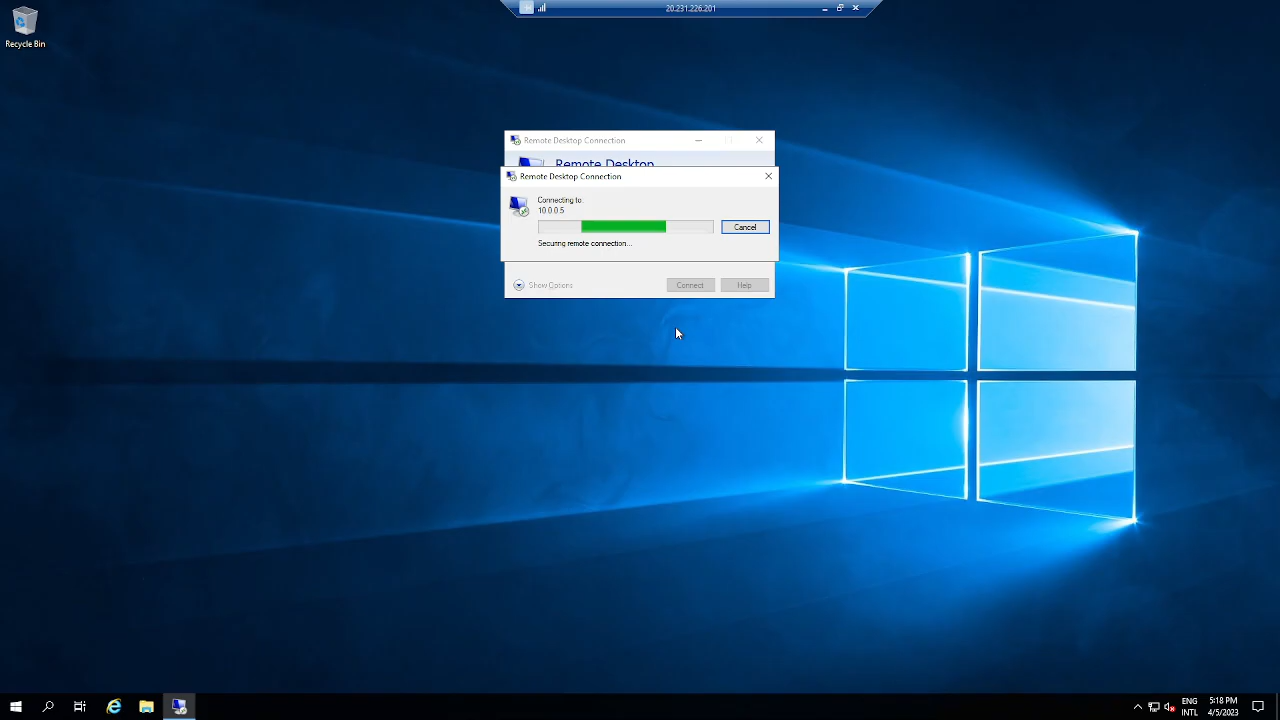 20.231.226.201
Recycle Bin
Remote Desktop Connection
Remote Desktop
Remote Desktop Connection
Connecting to:
10.0.0.5
Cancel
Securing remote connection...
Show Options
Connect
Help
ENG
INTL
5:18 PM
4/5/2023